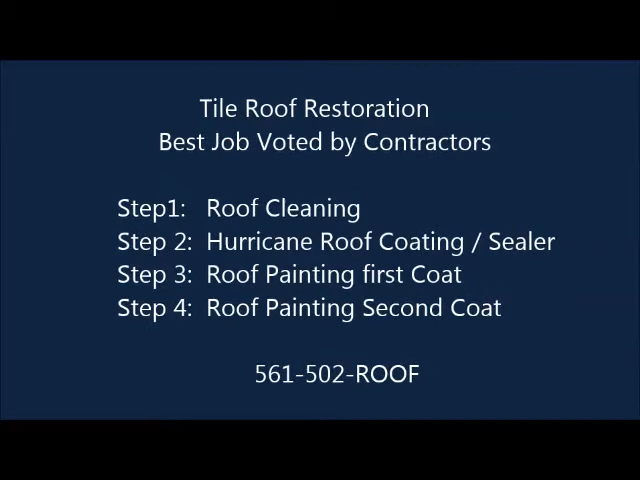 Tile Roof Restoration
Best Job Voted by Contractors
Step1: Roof Cleaning
Step 2: Hurricane Roof Coating / Sealer
Step 3: Roof Painting first Coat
Step 4: Roof Painting Second Coat
561-502-ROOF